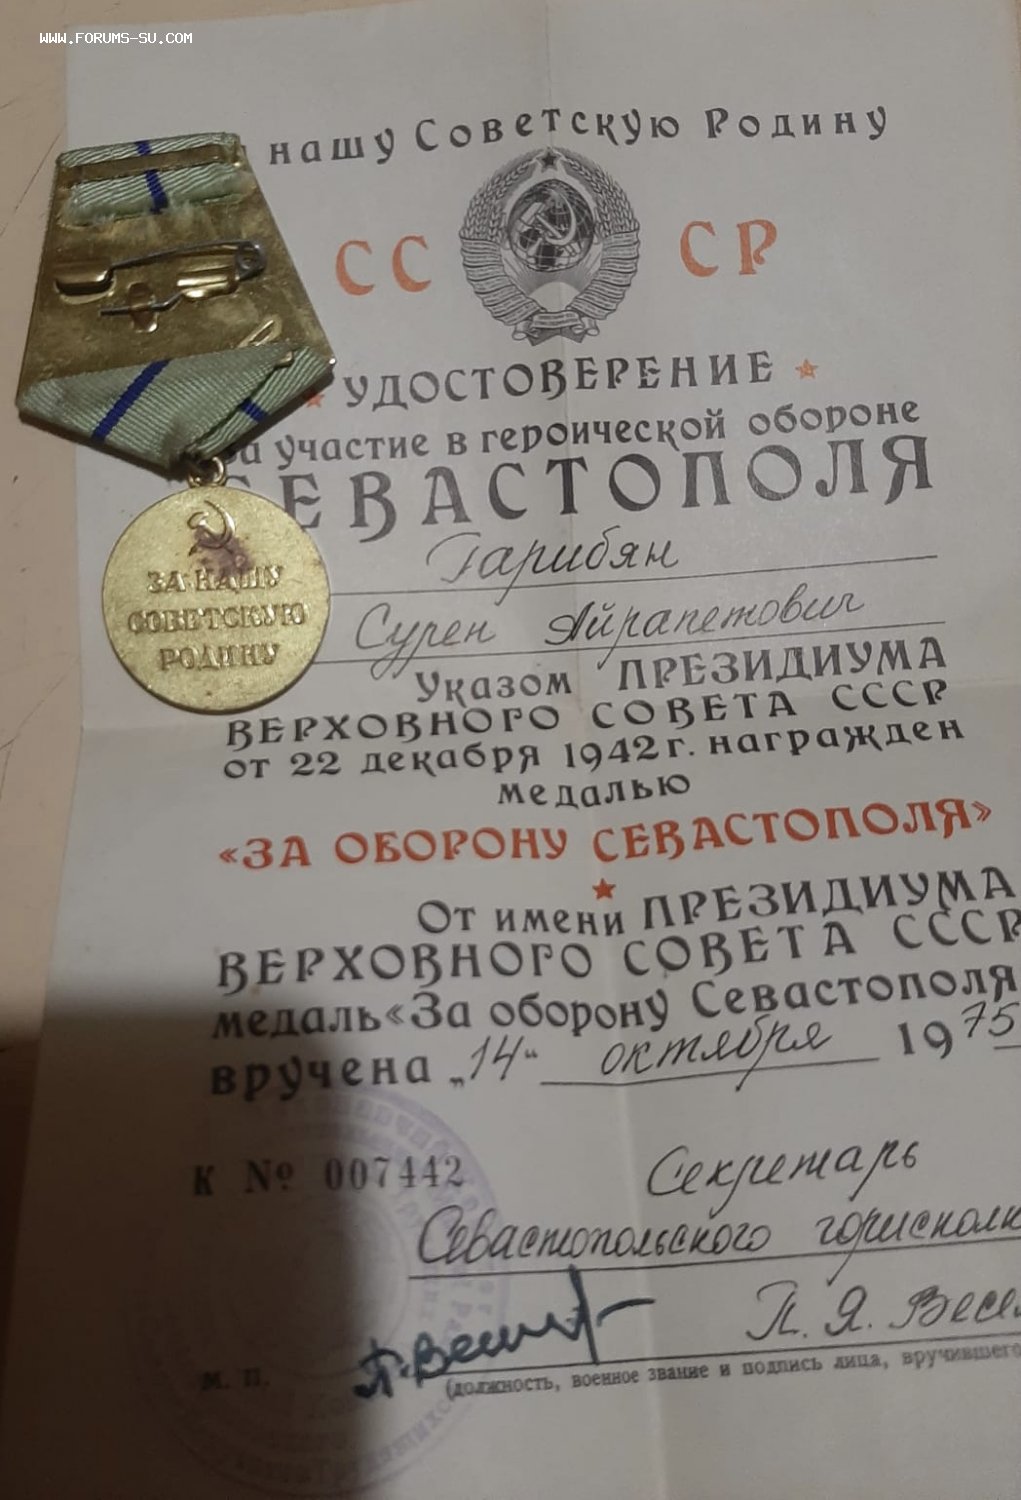 WWW.FORUMS-SU.COM
нашу Советскую Родину
СС СР
УДОСТОВЕРЕНИЕ
а участие в героической обороне
ЕВАСТОПОЛЯ
Гарибян
Сурен Айрапетович
Указом ПРЕЗИДИУМА
ВЕРХОВНОГО СОВЕТА СССР
от 22 декабря 1942 г. награжден
медалью
«ЗА ОБОРОНУ СЕВАСТОПОЛЯ»
От имени ПРЕЗИДИУМА
ВЕРХОВНОГО СОВЕТА СССР
медаль «За оборону Севастополя
вручена „14“ октября 1975
К № 007442
Секретарь
Севастопольского горисполк
П. Я. Весел
М. П.
(должность, военное звание и подпись лица, вручившего
ЗА НАШУ
СОВЕТСКУЮ
РОДИНУ